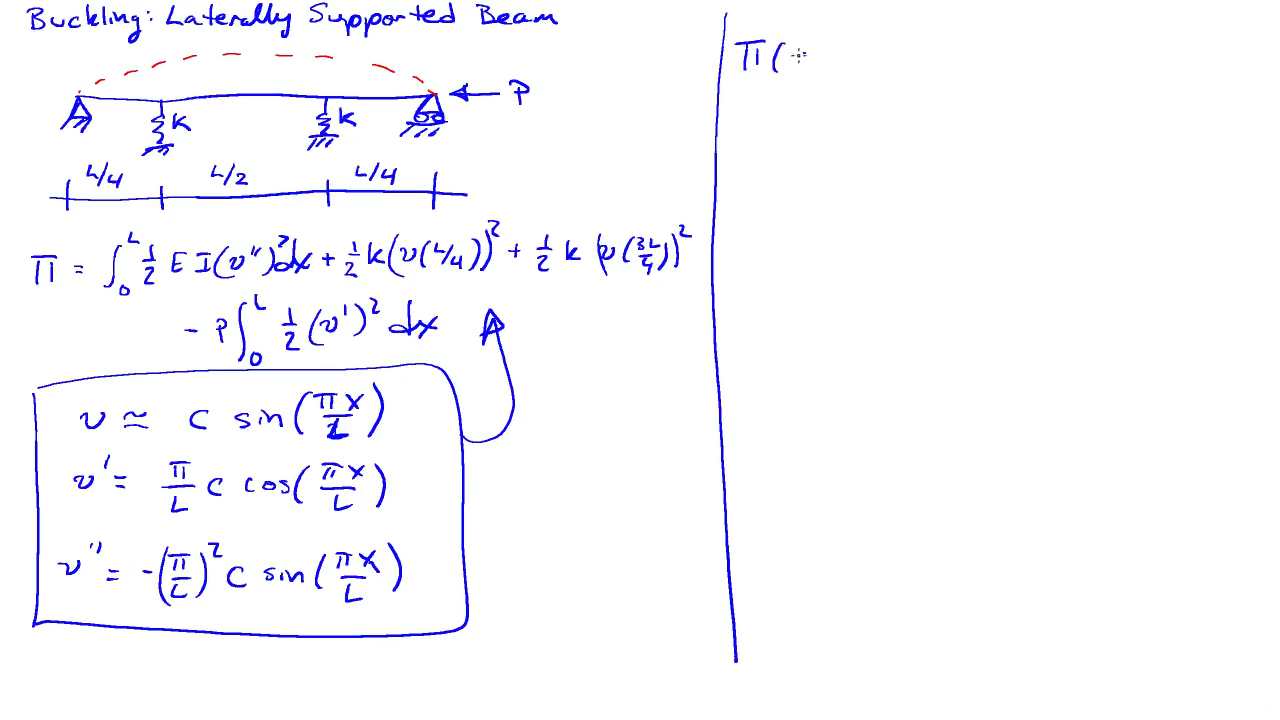 Buckling: Laterally Supported Beam
P
k k
L/4 L/2 L/4
Π = ∫₀ᴸ 1/2 E I (v'')² dx + 1/2 k (v(L/4))² + 1/2 k (v(3L/4))²
- P ∫₀ᴸ 1/2 (v')² dx
v ≃ C sin(πx/L)
v' = π/L C cos(πx/L)
v'' = -(π/L)² C sin(πx/L)
Π(